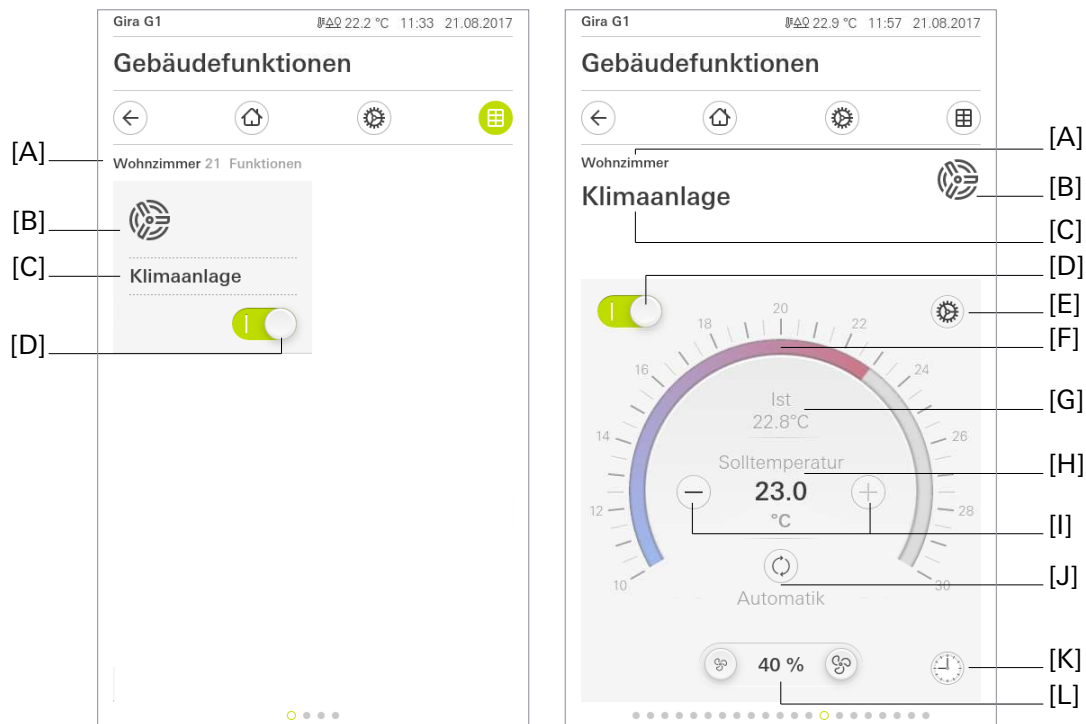 Gira G1 22.2 °C 11:33 21.08.2017
Gebäudefunktionen
[A] Wohnzimmer 21 Funktionen
[B]
[C] Klimaanlage
[D]
Gira G1 22.9 °C 11:57 21.08.2017
Gebäudefunktionen
[A]
Wohnzimmer
[B]
Klimaanlage
[C]
[D]
[E]
20
18 22
[F]
16 24
Ist
[G]
22.8°C
14 26
Solltemperatur
[H]
23.0
12 28
°C
[I]
[J]
10 30
Automatik
40 %
[K]
[L]